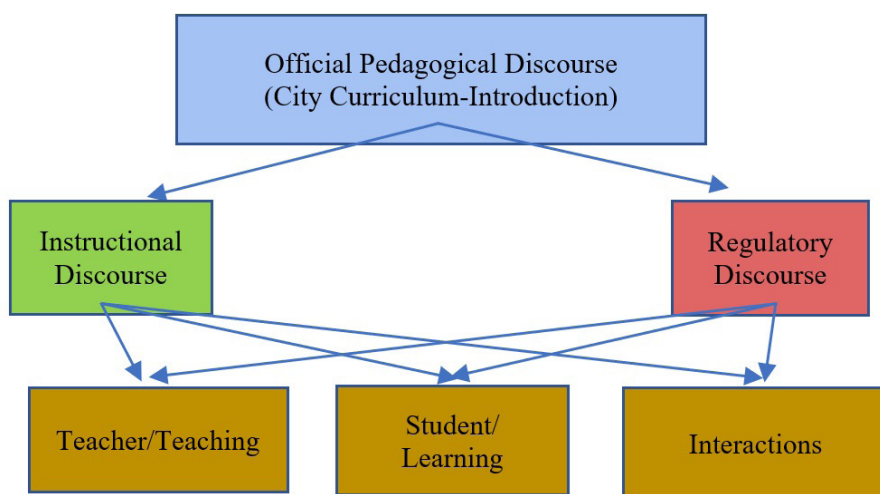 Official Pedagogical Discourse
(City Curriculum-Introduction)
Instructional
Discourse
Regulatory
Discourse
Teacher/Teaching
Student/
Learning
Interactions